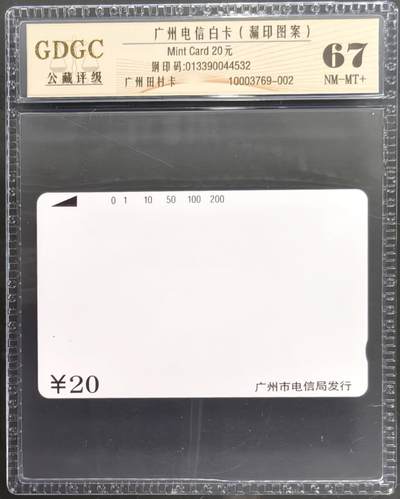 GDGC
公藏评级
广州电信白卡（漏印图案）
Mint Card 20元
钢印码:013390044532
广州田村卡 10003769-002
67
NM-MT+
0 1 10 50 100 200
¥20
广州市电信局发行